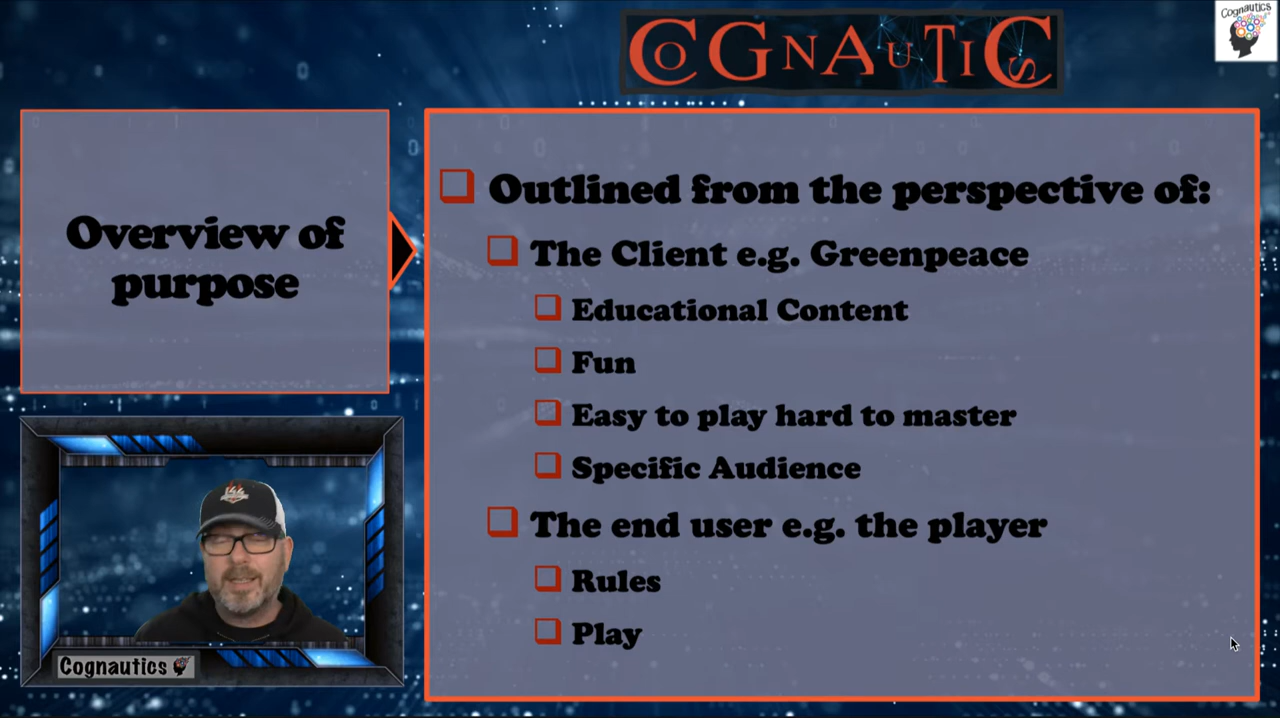 COGNAUTICS
Cognautics
Overview of
purpose
Outlined from the perspective of:
The Client e.g. Greenpeace
Educational Content
Fun
Easy to play hard to master
Specific Audience
The end user e.g. the player
Rules
Play
Cognautics